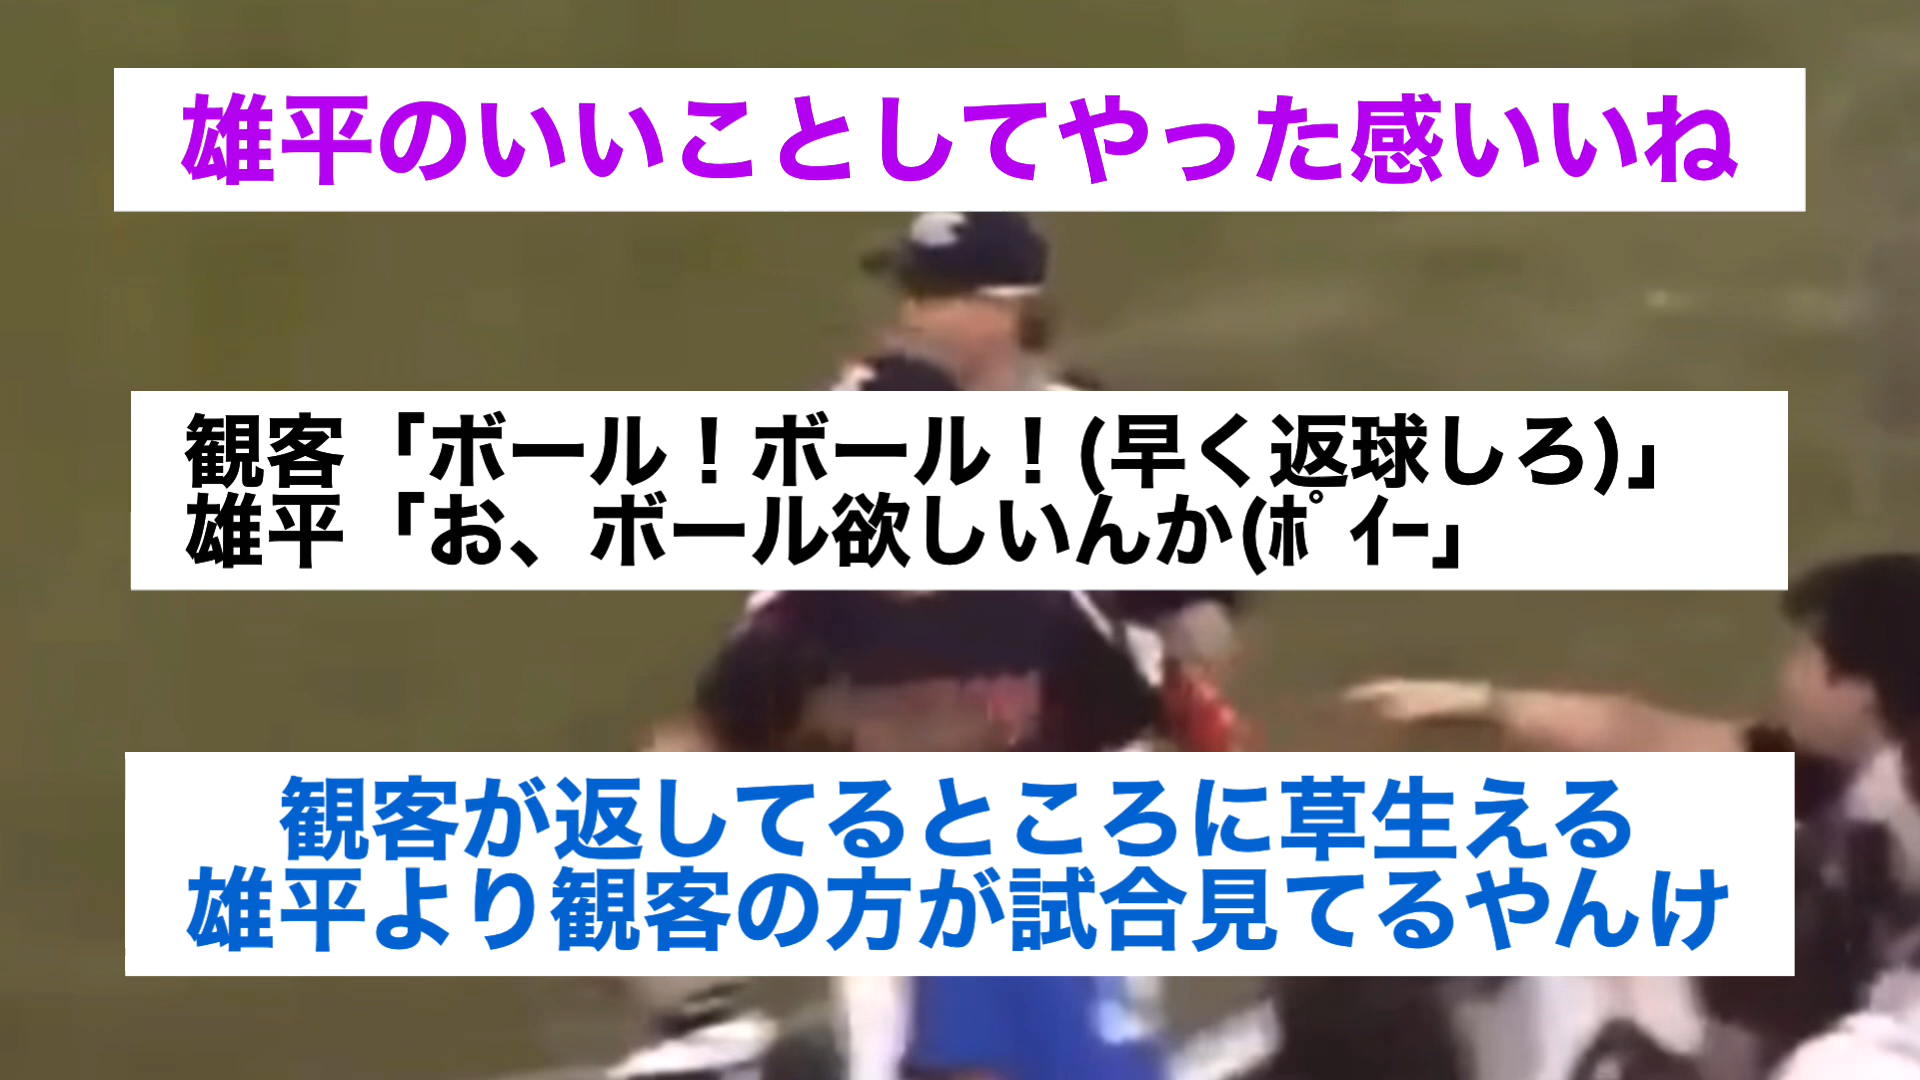 雄平のいいことしてやった感いいね
観客「ボール！ボール！(早く返球しろ)」
雄平「お、ボール欲しいんか(ﾎﾟｲｰ」
観客が返してるところに草生える
雄平より観客の方が試合見てるやんけ